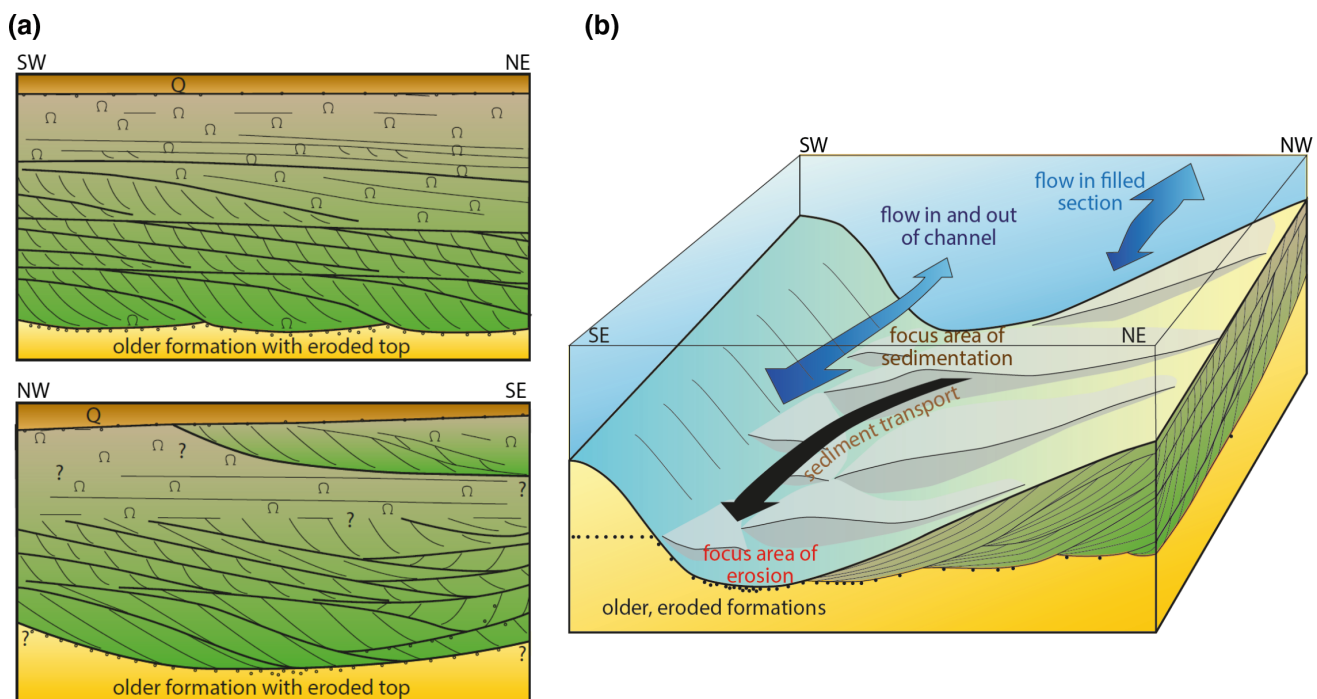 (a)
SW NE
Q
older formation with eroded top
NW SE
Q
?
?
?
?
?
?
older formation with eroded top
(b)
SW NW
flow in filled
section
flow in and out
of channel
SE NE
focus area of
sedimentation
sediment transport
focus area of
erosion
older, eroded formations